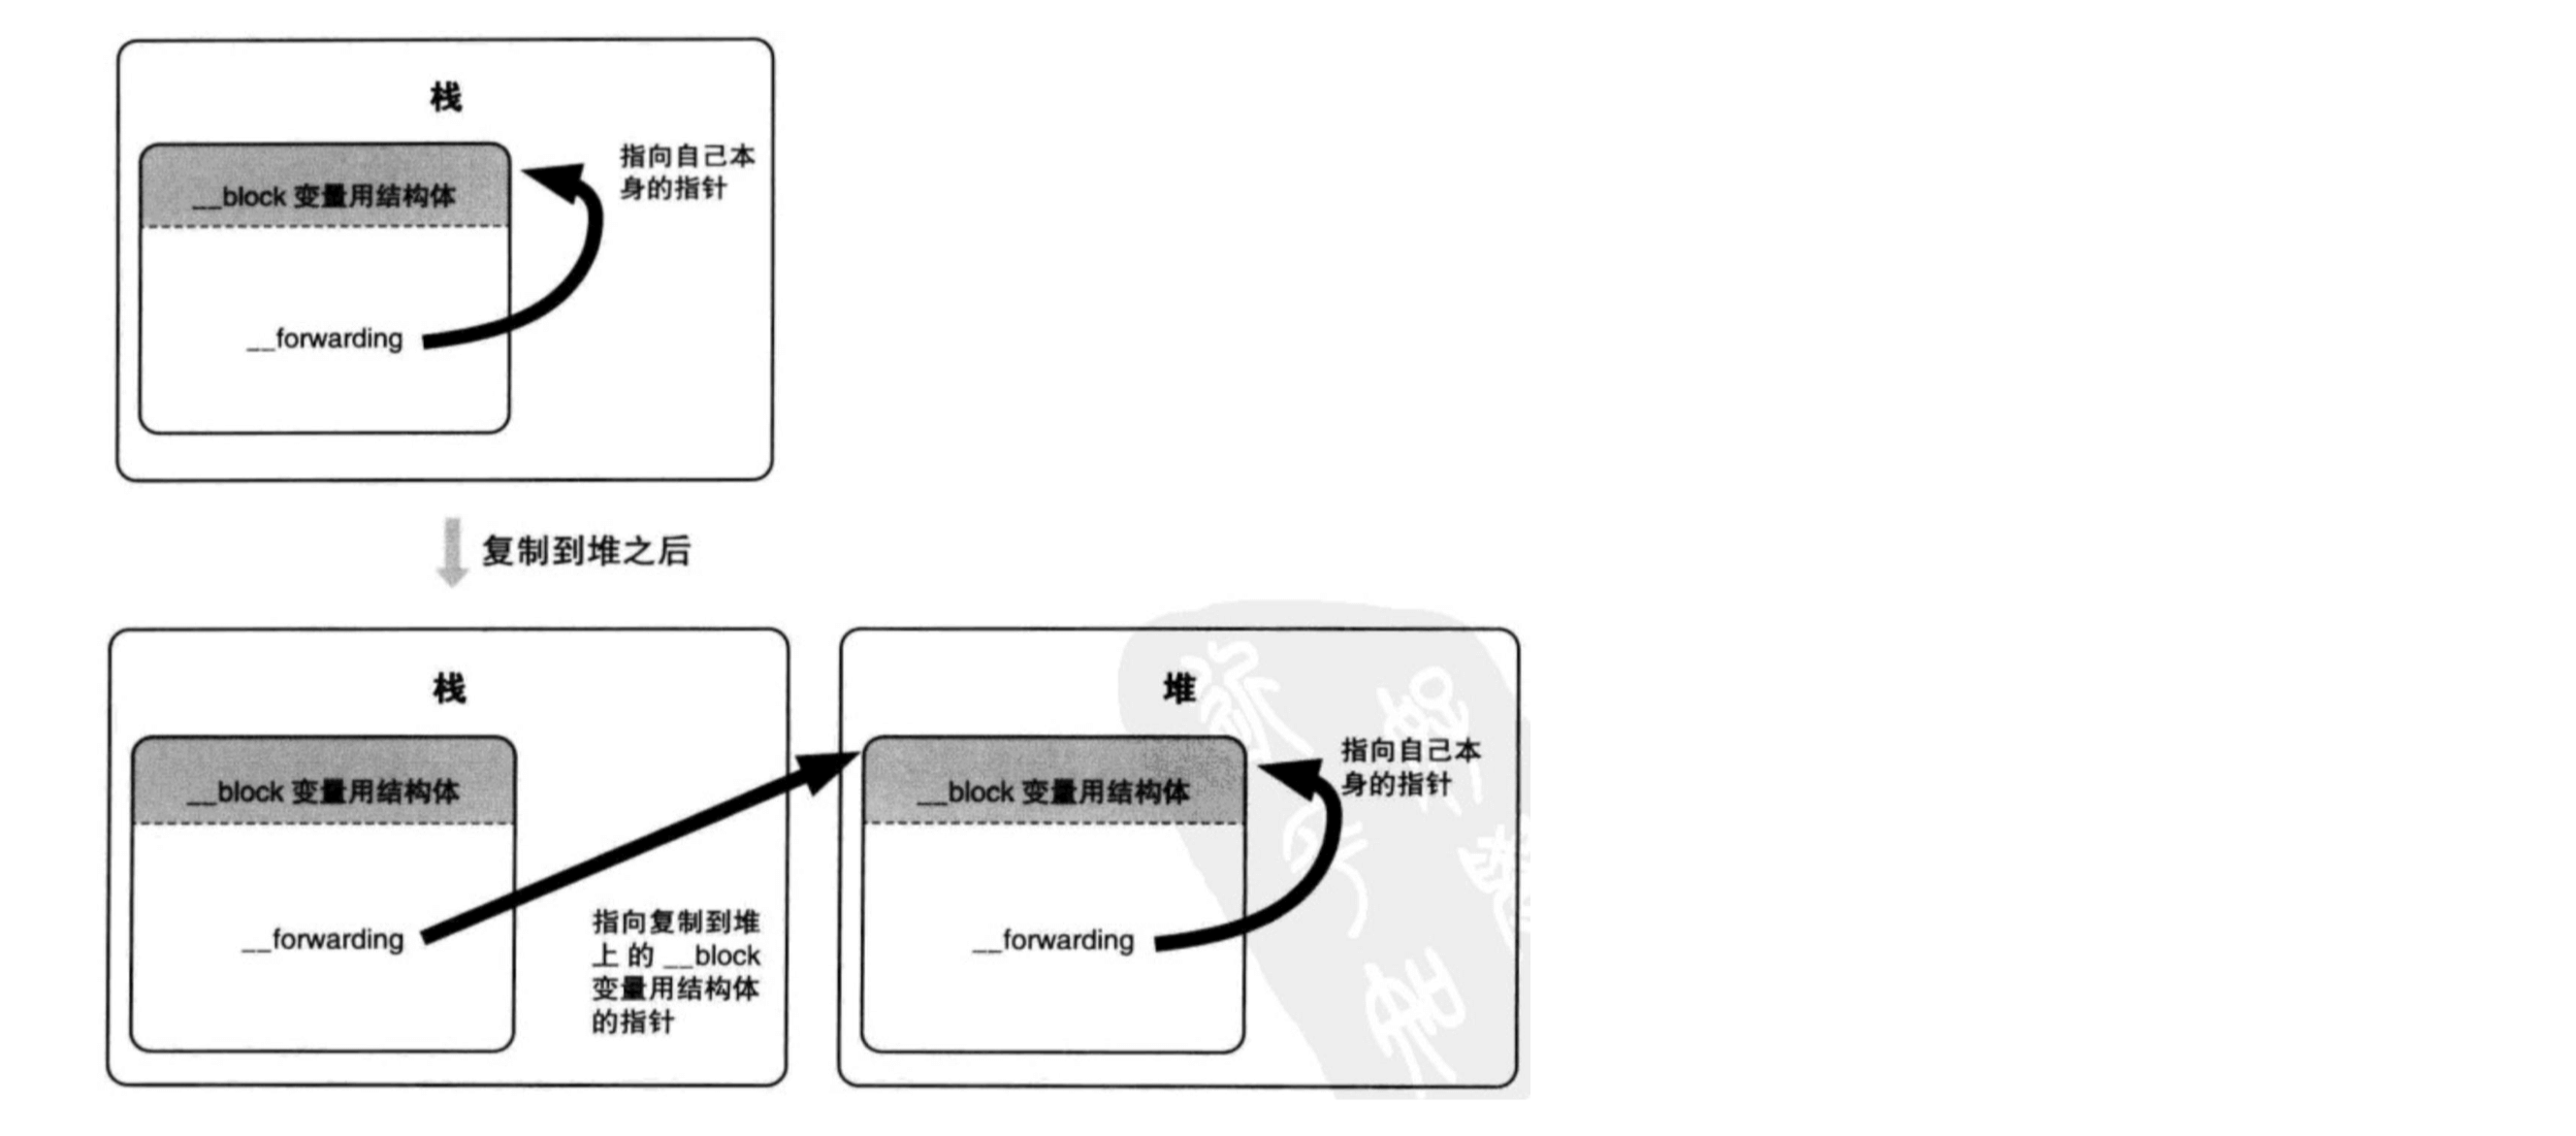 栈
指向自己本
身的指针
__block 变量用结构体
__forwarding
复制到堆之后
栈
__block 变量用结构体
__forwarding
指向复制到堆
上 的 __block
变量用结构体
的指针
堆
指向自己本
身的指针
__block 变量用结构体
__forwarding